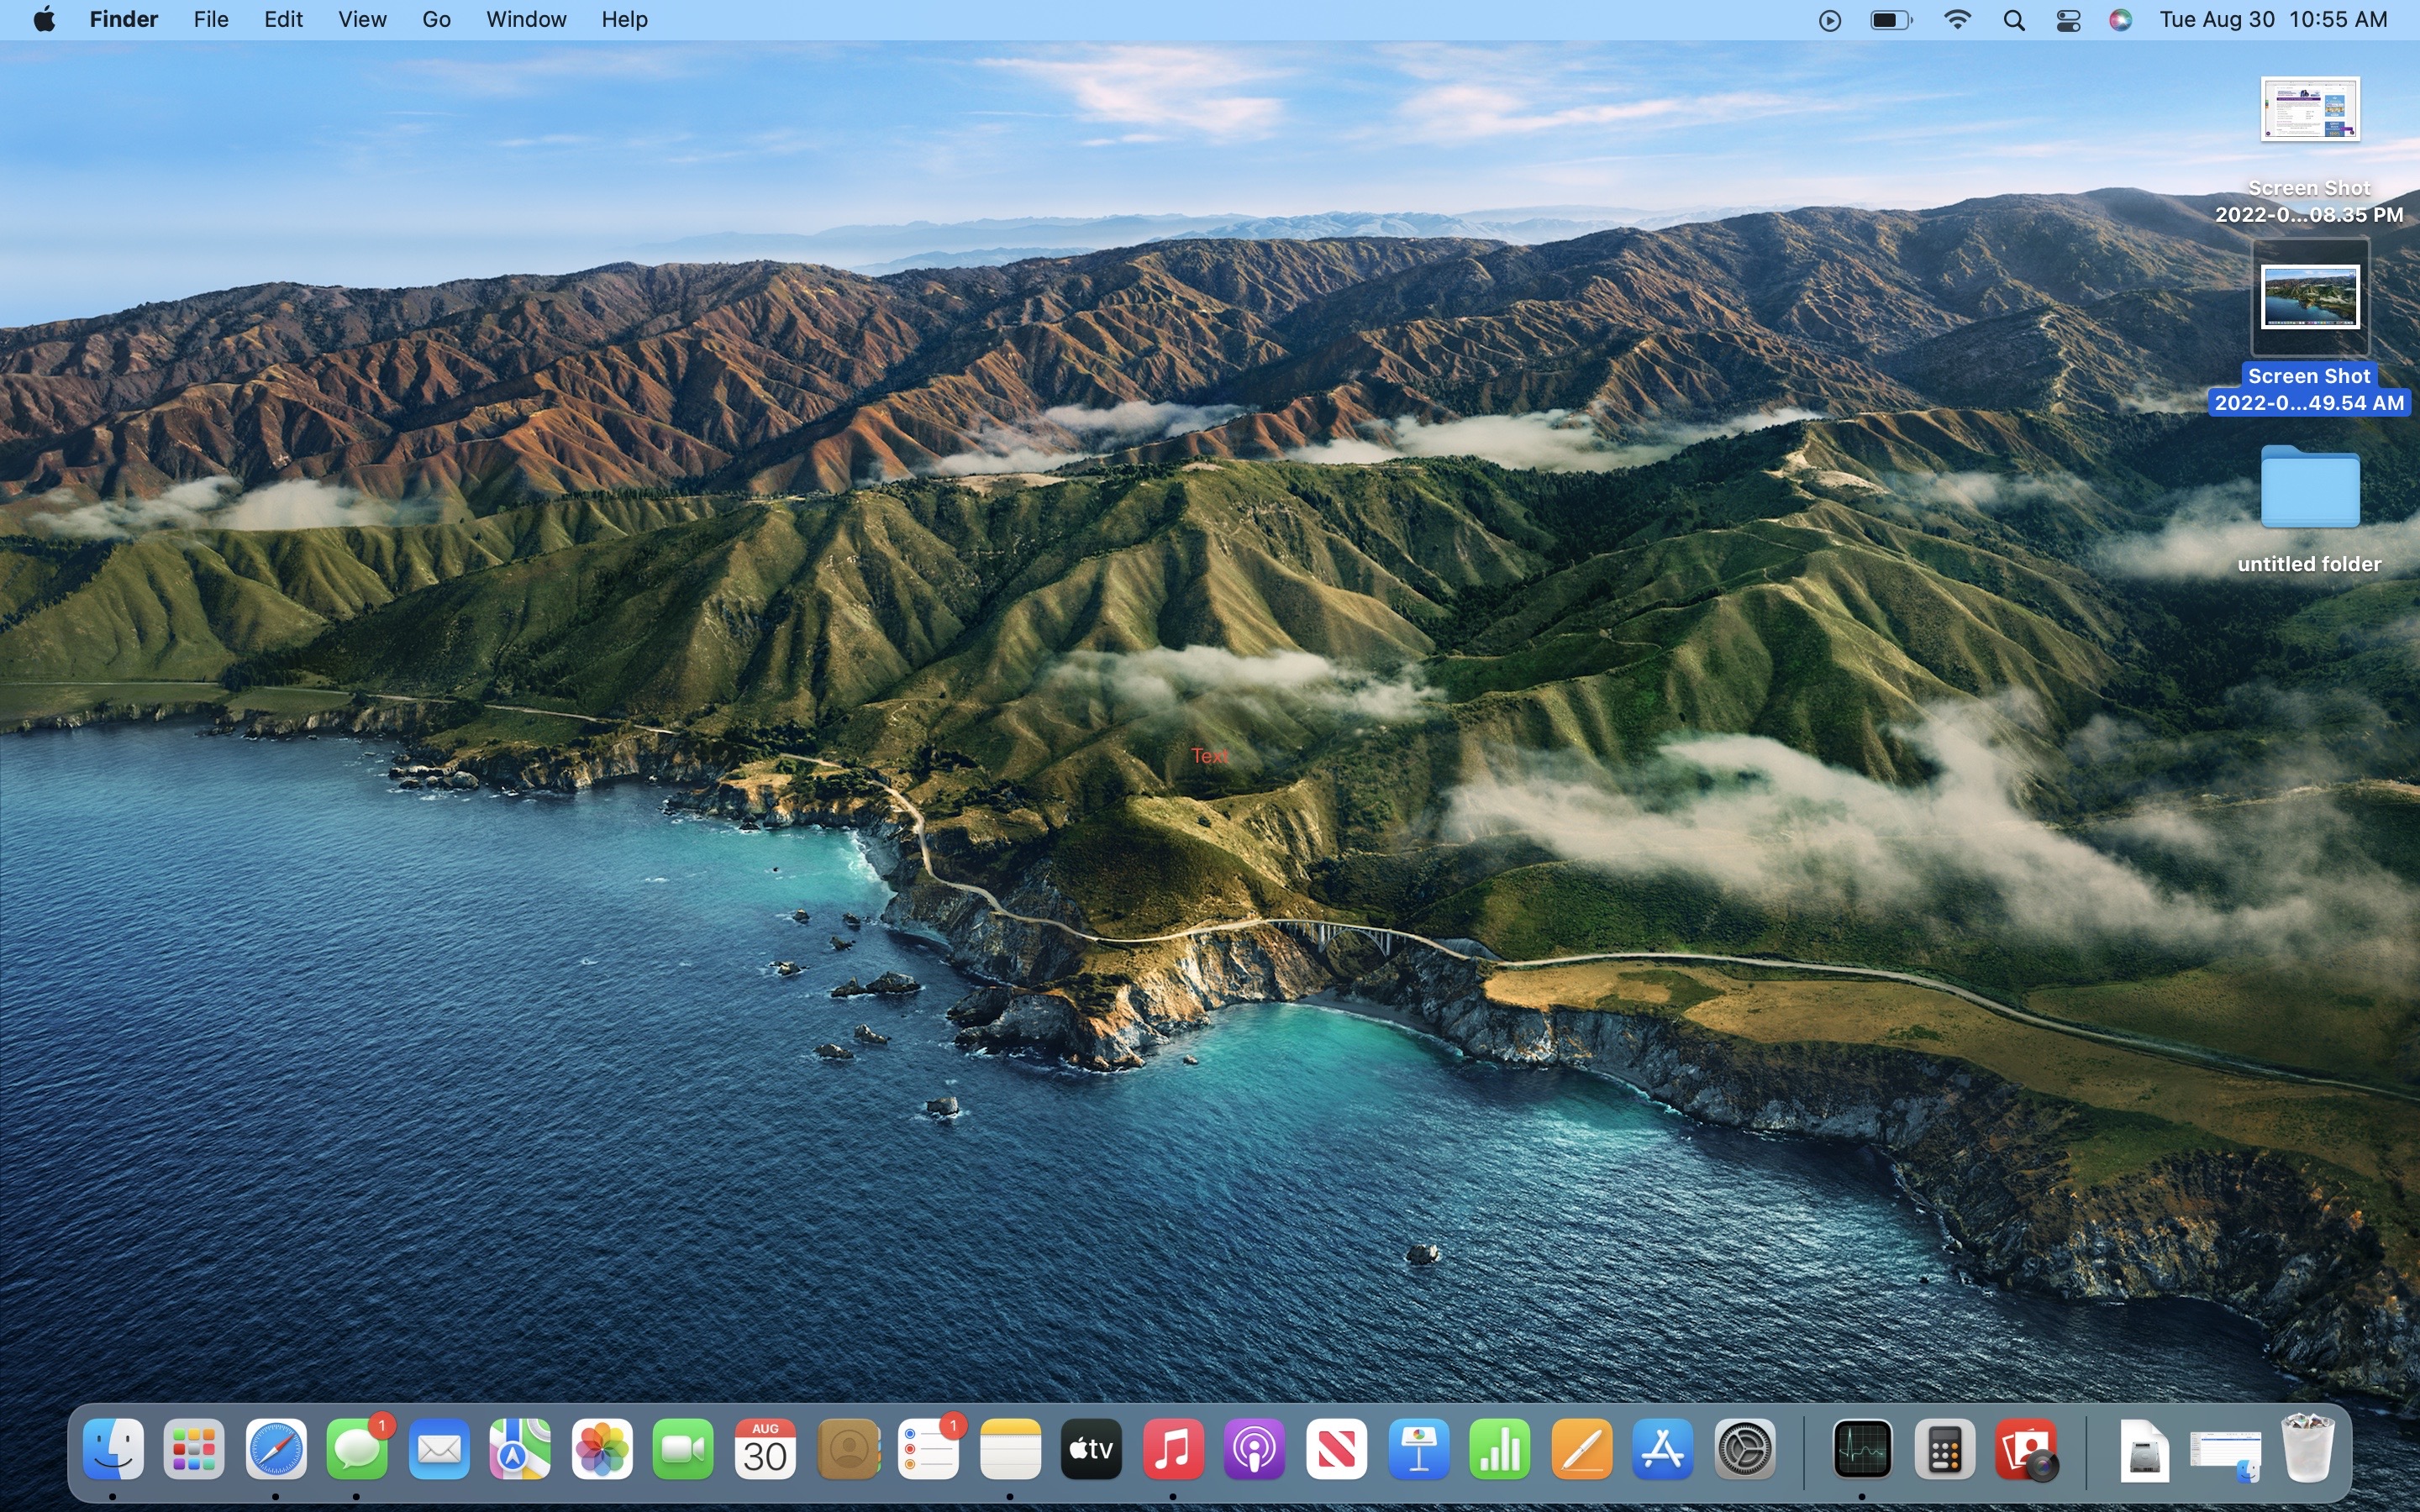 Finder File Edit View Go Window Help Tue Aug 30 10:55 AM
Screen Shot
2022-0...08.35 PM
Screen Shot
2022-0...49.54 AM
untitled folder
Text
1
AUG
30
1
tv